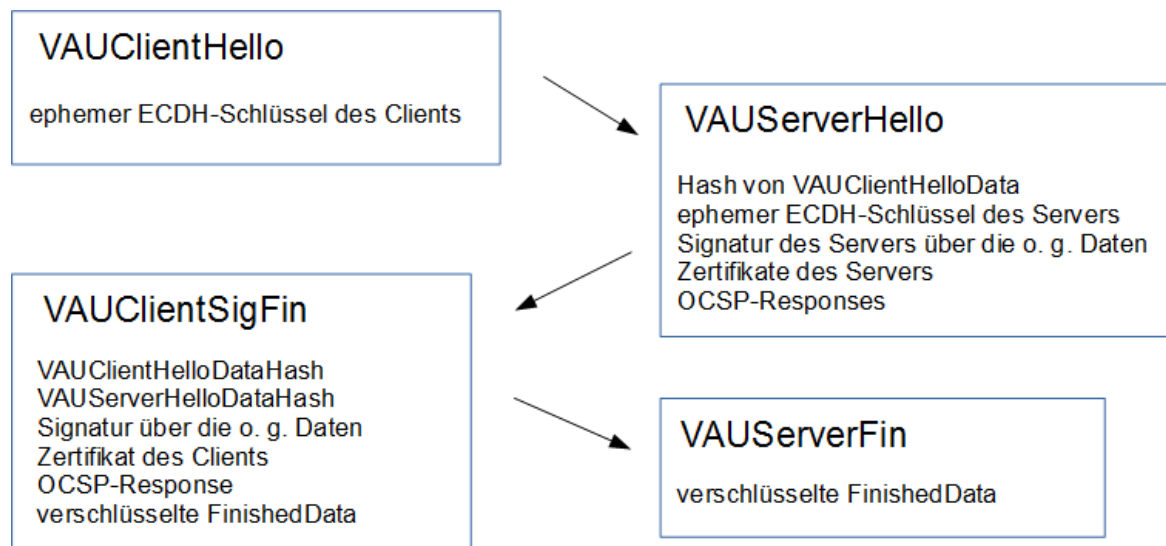 VAUClientHello
ephemer ECDH-Schlüssel des Clients
VAUServerHello
Hash von VAUClientHelloData
ephemer ECDH-Schlüssel des Servers
Signatur des Servers über die o. g. Daten
Zertifikate des Servers
OCSP-Responses
VAUClientSigFin
VAUClientHelloDataHash
VAUServerHelloDataHash
Signatur über die o. g. Daten
Zertifikat des Clients
OCSP-Response
verschlüsselte FinishedData
VAUServerFin
verschlüsselte FinishedData